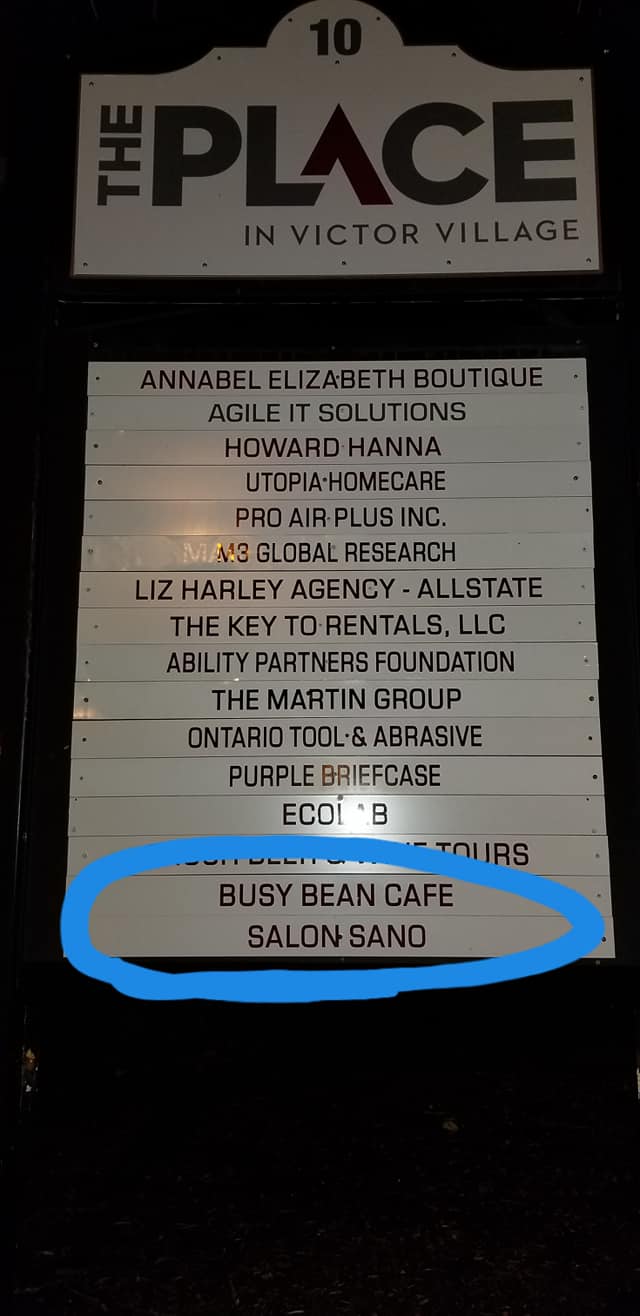 10
THE PLACE
IN VICTOR VILLAGE
ANNABEL ELIZABETH BOUTIQUE
AGILE IT SOLUTIONS
HOWARD HANNA
UTOPIA HOMECARE
PRO AIR PLUS INC.
M3 GLOBAL RESEARCH
LIZ HARLEY AGENCY - ALLSTATE
THE KEY TO RENTALS, LLC
ABILITY PARTNERS FOUNDATION
THE MARTIN GROUP
ONTARIO TOOL & ABRASIVE
PURPLE BRIEFCASE
ECOLAB
TOURS
BUSY BEAN CAFE
SALON SANO